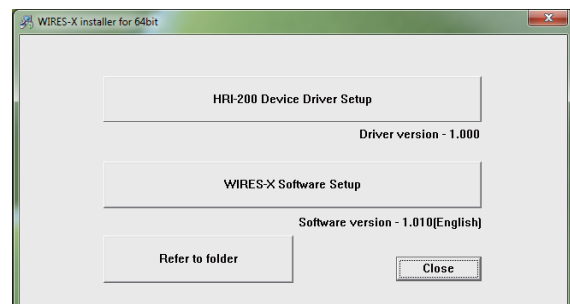 WIRES-X installer for 64bit
HRI-200 Device Driver Setup
Driver version - 1.000
WIRES-X Software Setup
Software version - 1.010(English)
Refer to folder
Close